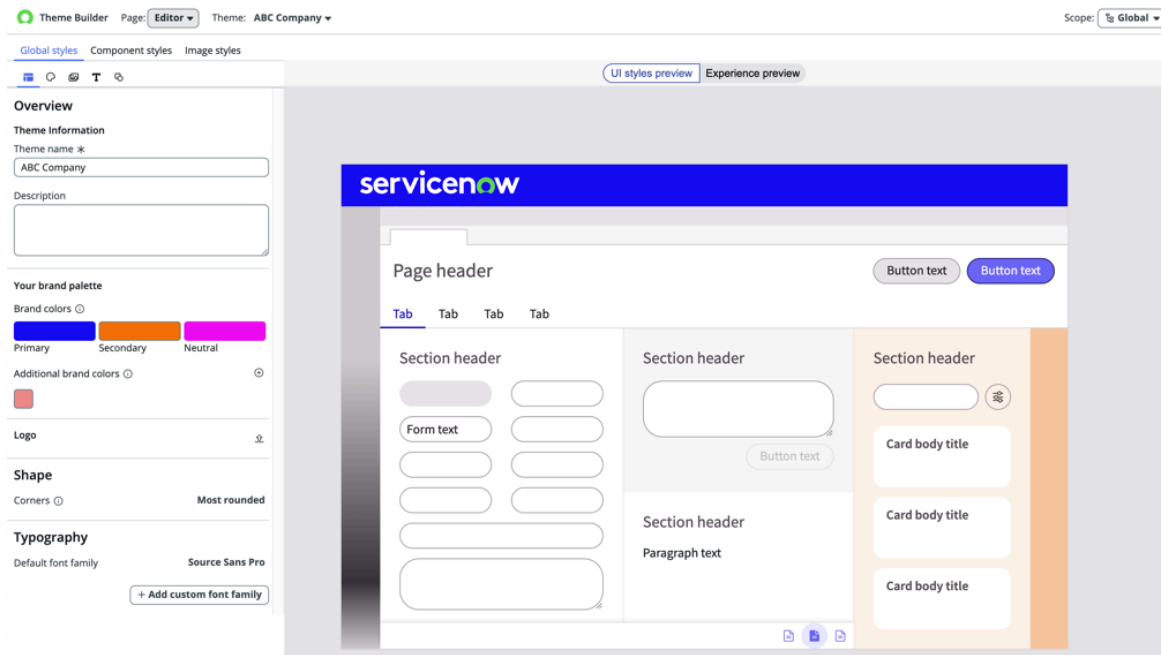 Theme Builder Page: Editor Theme: ABC Company Scope: Global
Global styles Component styles Image styles
UI styles preview Experience preview
Overview
Theme Information
Theme name *
ABC Company
Description
Your brand palette
Brand colors
Primary Secondary Neutral
Additional brand colors
Logo
Shape
Corners Most rounded
Typography
Default font family Source Sans Pro
+ Add custom font family
servicenow
Page header Button text Button text
Tab Tab Tab Tab
Section header
Form text
Section header
Button text
Section header
Paragraph text
Section header
Card body title
Card body title
Card body title